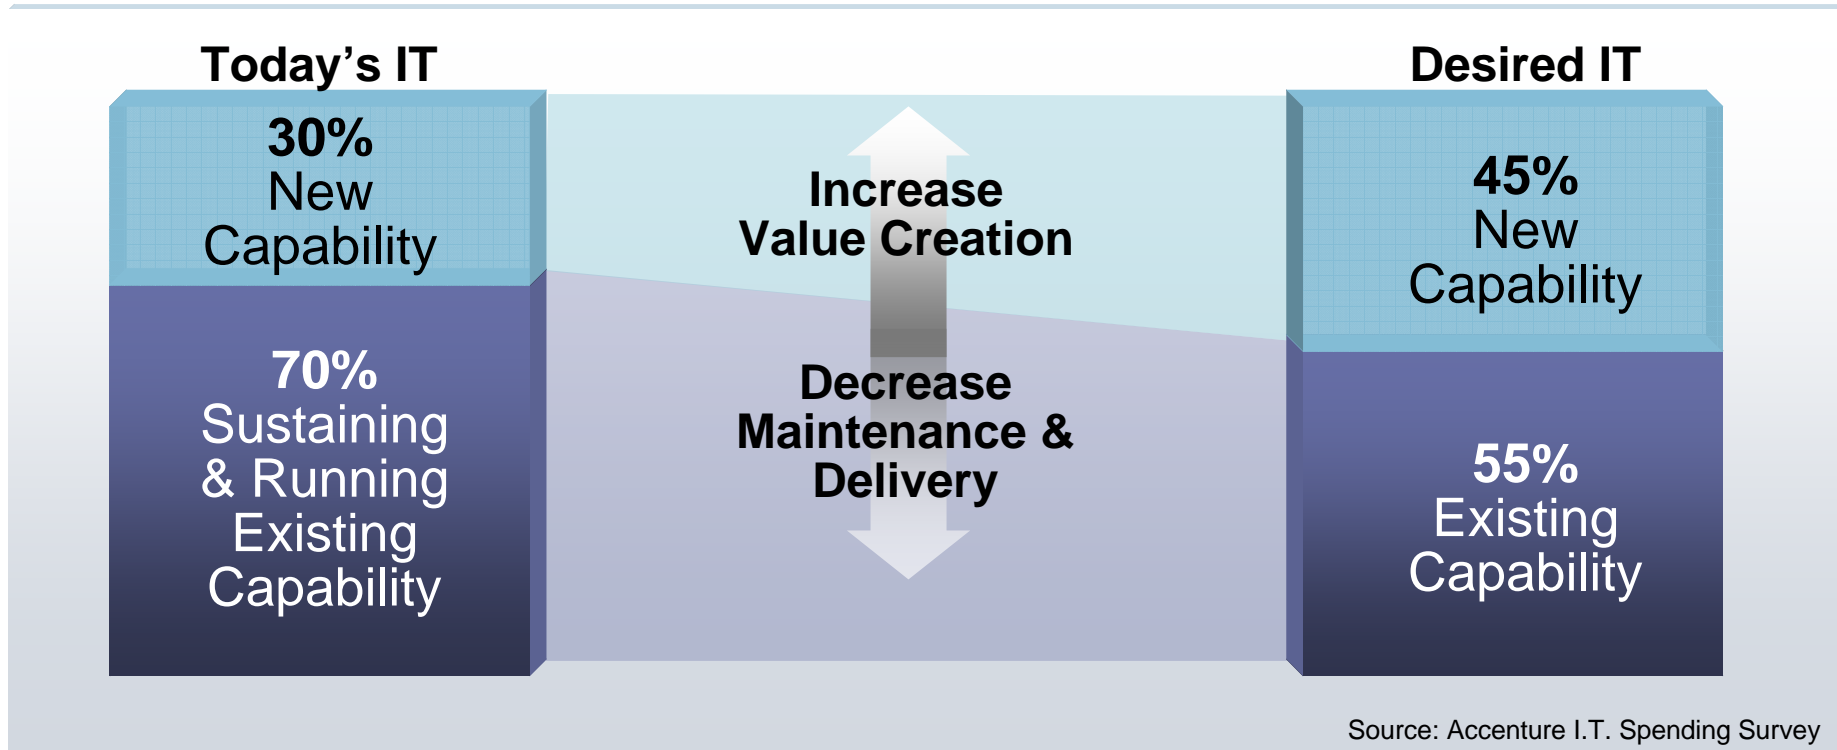 Today’s IT
30%
New
Capability
70%
Sustaining
& Running
Existing
Capability
Increase
Value Creation
Decrease
Maintenance &
Delivery
Desired IT
45%
New
Capability
55%
Existing
Capability
Source: Accenture I.T. Spending Survey